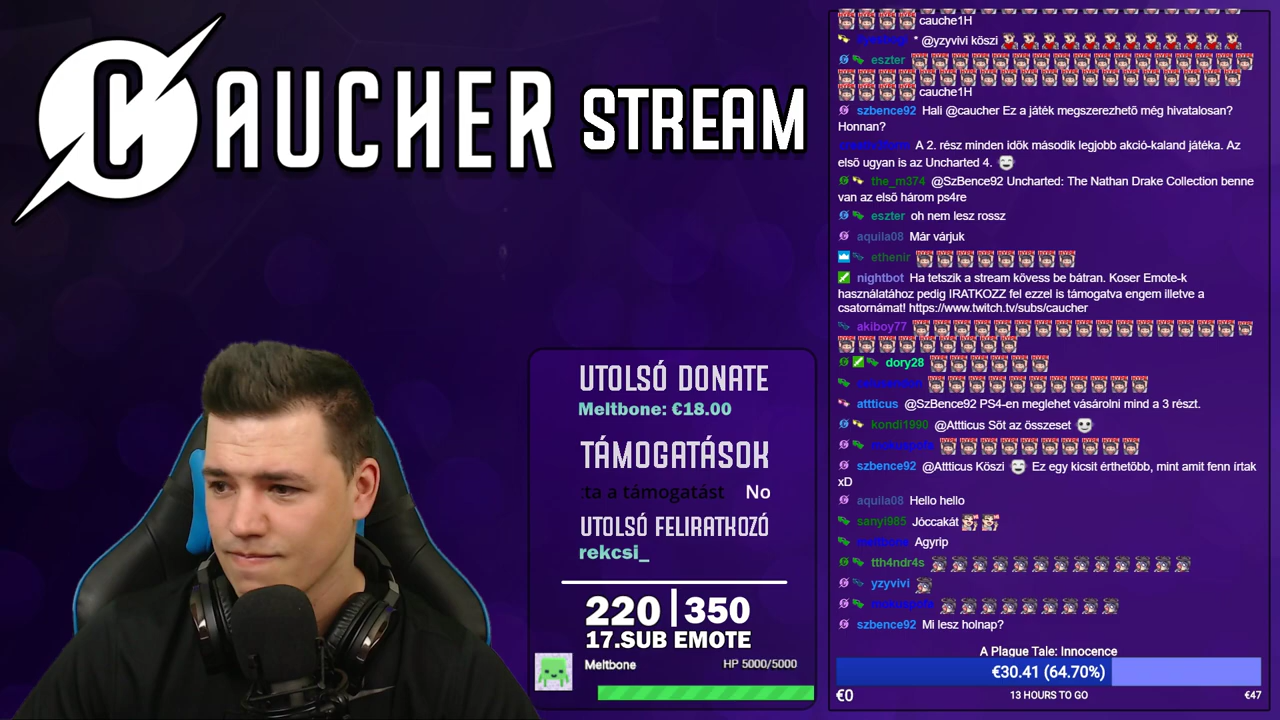 CAUCHER STREAM
UTOLSÓ DONATE
Meltbone: €18.00
TÁMOGATÁSOK
:ta a támogatást No
UTOLSÓ FELIRATKOZÓ
rekcsi_
220|350
17.SUB EMOTE
Meltbone HP 5000/5000
cauche1H
* @yzyvivi köszi
eszter
cauche1H
szbence92 Hali @caucher Ez a játék megszerezhető még hivatalosan?
Honnan?
A 2. rész minden idők második legjobb akció-kaland játéka. Az
első ugyan is az Uncharted 4.
the_m374 @SzBence92 Uncharted: The Nathan Drake Collection benne
van az első három ps4re
eszter oh nem lesz rossz
aquila08 Már várjuk
ethenir
nightbot Ha tetszik a stream kövess be bátran. Koser Emote-k
használatához pedig IRATKOZZ fel ezzel is támogatva engem illetve a
csatornámat! https://www.twitch.tv/subs/caucher
akiboy77
dory28
attticus @SzBence92 PS4-en meglehet vásárolni mind a 3 részt.
kondi1990 @Attticus Sőt az összeset
mokuspofa
szbence92 @Attticus Köszi Ez egy kicsit érthetőbb, mint amit fenn írtak
xD
aquila08 Hello hello
sanyi985 Jóccakát
meltbone Agyrip
tth4ndr4s
yzyvivi
mokuspofa
szbence92 Mi lesz holnap?
A Plague Tale: Innocence
€30.41 (64.70%)
€0 13 HOURS TO GO €47